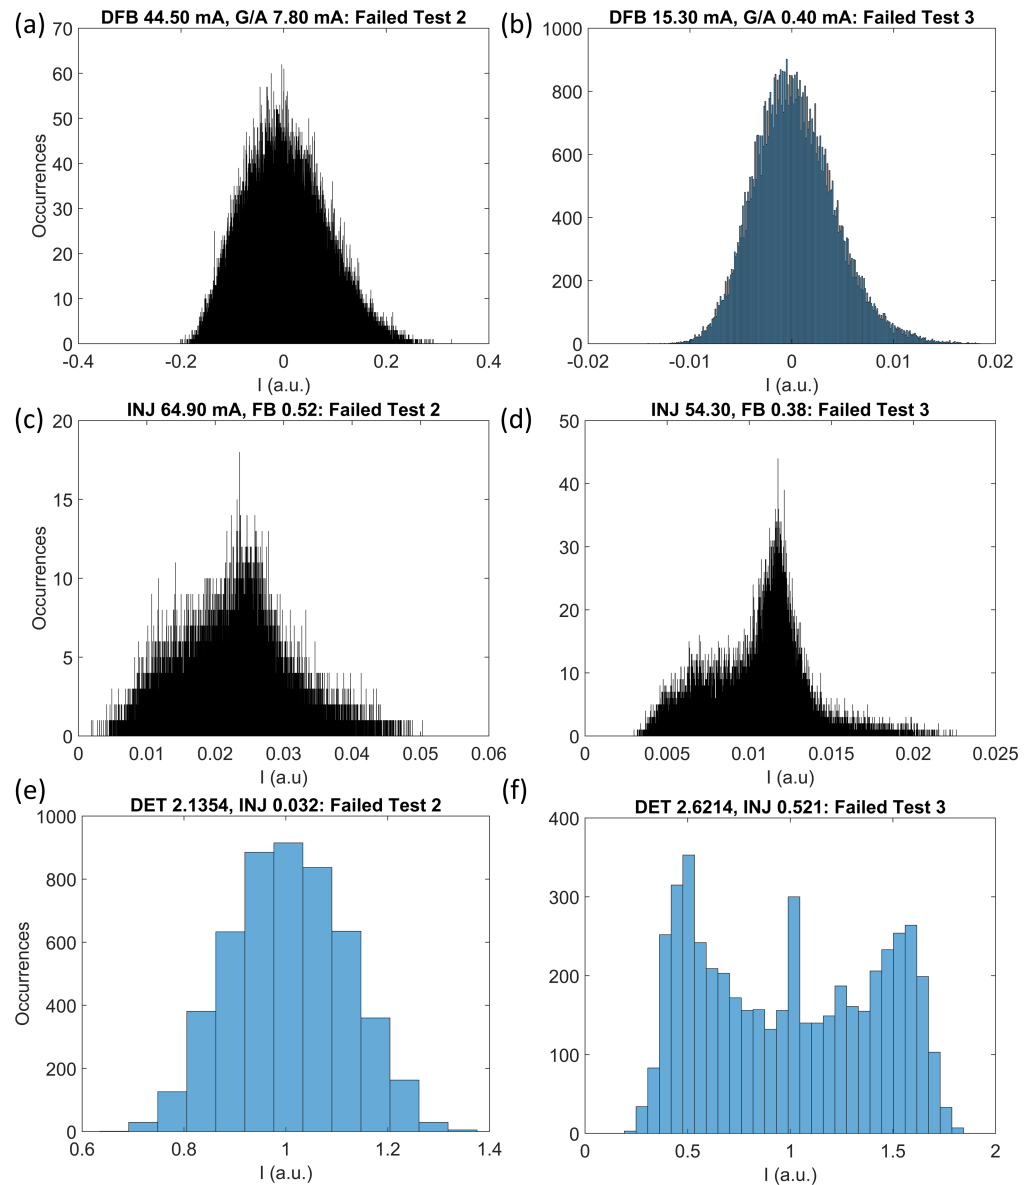 (a)
DFB 44.50 mA, G/A 7.80 mA: Failed Test 2
70
60
50
40
30
20
10
0
Occurrences
-0.4 -0.2 0 0.2 0.4
I (a.u.)
(b)
DFB 15.30 mA, G/A 0.40 mA: Failed Test 3
1000
800
600
400
200
0
-0.02 -0.01 0 0.01 0.02
I (a.u.)
(c)
INJ 64.90 mA, FB 0.52: Failed Test 2
20
15
10
5
0
Occurrences
0 0.01 0.02 0.03 0.04 0.05 0.06
I (a.u)
(d)
INJ 54.30, FB 0.38: Failed Test 3
50
40
30
20
10
0
0 0.005 0.01 0.015 0.02 0.025
I (a.u)
(e)
DET 2.1354, INJ 0.032: Failed Test 2
1000
800
600
400
200
0
Occurrences
0.6 0.8 1 1.2 1.4
I (a.u.)
(f)
DET 2.6214, INJ 0.521: Failed Test 3
400
300
200
100
0
0 0.5 1 1.5 2
I (a.u.)